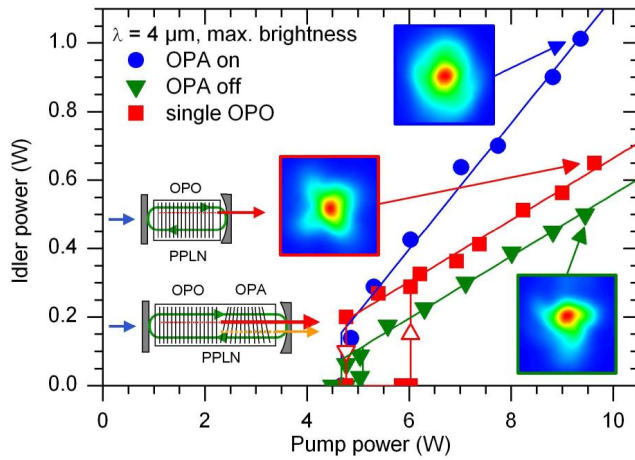 λ = 4 µm, max. brightness
OPA on
OPA off
single OPO
OPO
PPLN
OPO OPA
PPLN
Idler power (W)
1.0
0.8
0.6
0.4
0.2
0.0
0 2 4 6 8 10
Pump power (W)